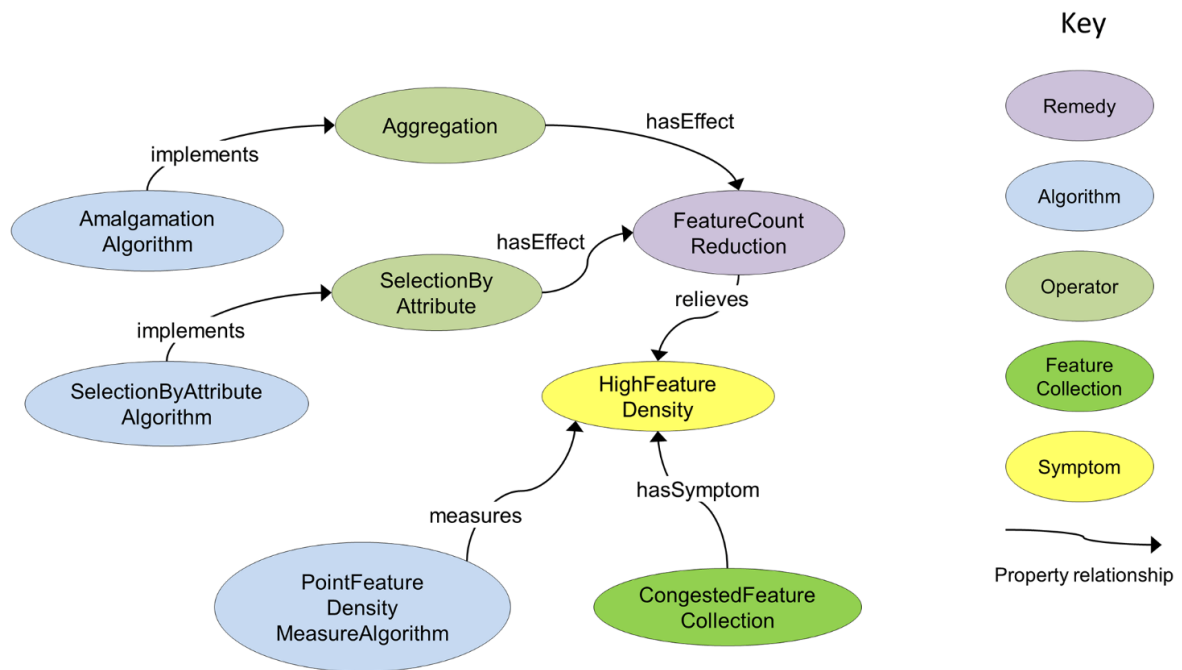 Key
Remedy
Algorithm
Operator
Feature
Collection
Symptom
Property relationship
Aggregation
hasEffect
implements
Amalgamation
Algorithm
FeatureCount
Reduction
hasEffect
SelectionBy
Attribute
relieves
implements
SelectionByAttribute
Algorithm
HighFeature
Density
hasSymptom
measures
PointFeature
Density
MeasureAlgorithm
CongestedFeature
Collection